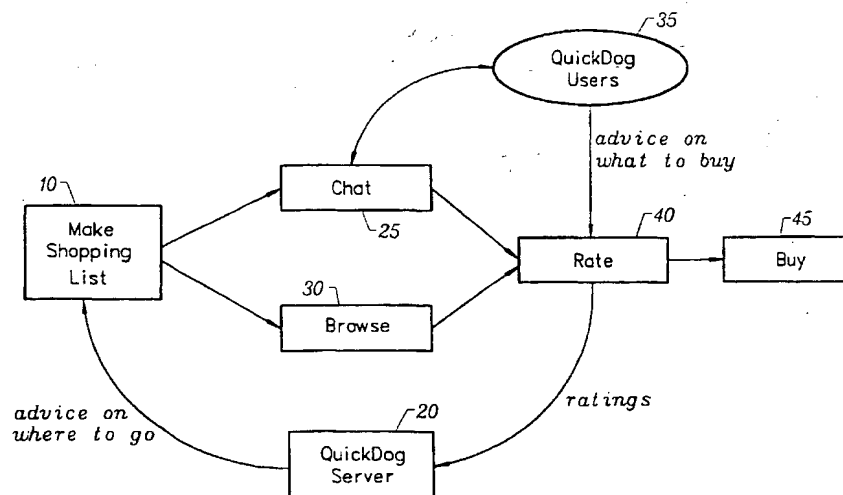 35
QuickDog
Users
advice on
what to buy
10
Make
Shopping
List
Chat
25
40
Rate
45
Buy
30
Browse
advice on
where to go
20
QuickDog
Server
ratings